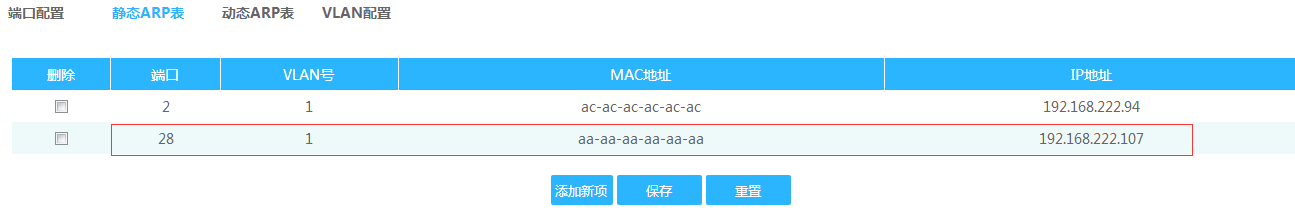 端口配置 静态ARP表 动态ARP表 VLAN配置
删除 端口 VLAN号 MAC地址 IP地址
2 1 ac-ac-ac-ac-ac-ac 192.168.222.94
28 1 aa-aa-aa-aa-aa-aa 192.168.222.107
添加新项 保存 重置